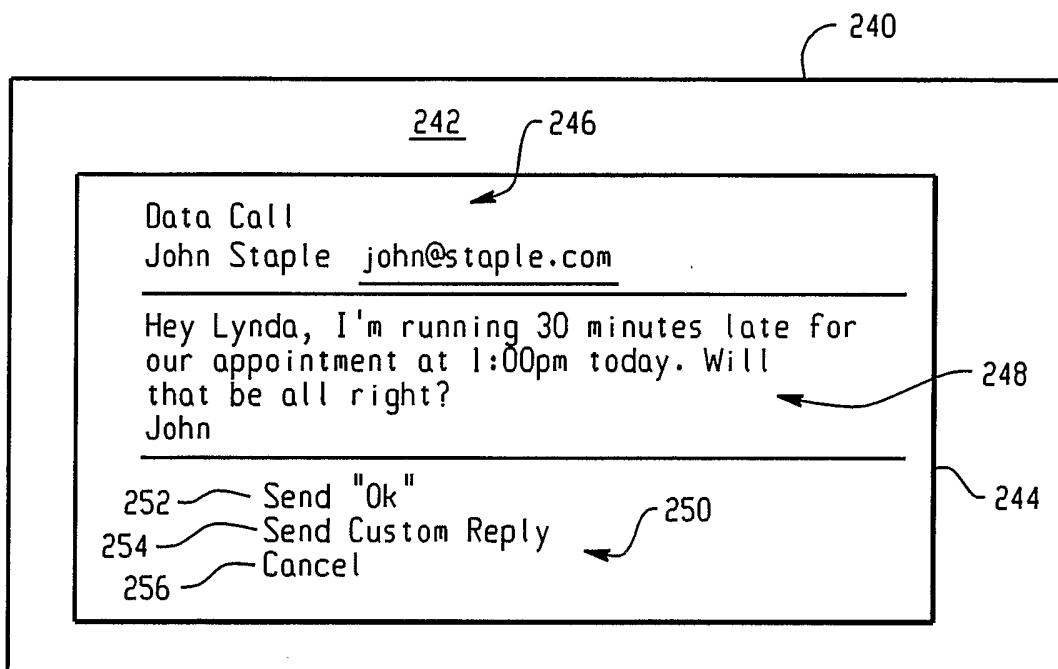 240
242
246
Data Call
John Staple john@staple.com
Hey Lynda, I'm running 30 minutes late for
our appointment at 1:00pm today. Will
that be all right?
248
John
244
252 Send "Ok"
250
254 Send Custom Reply
256 Cancel